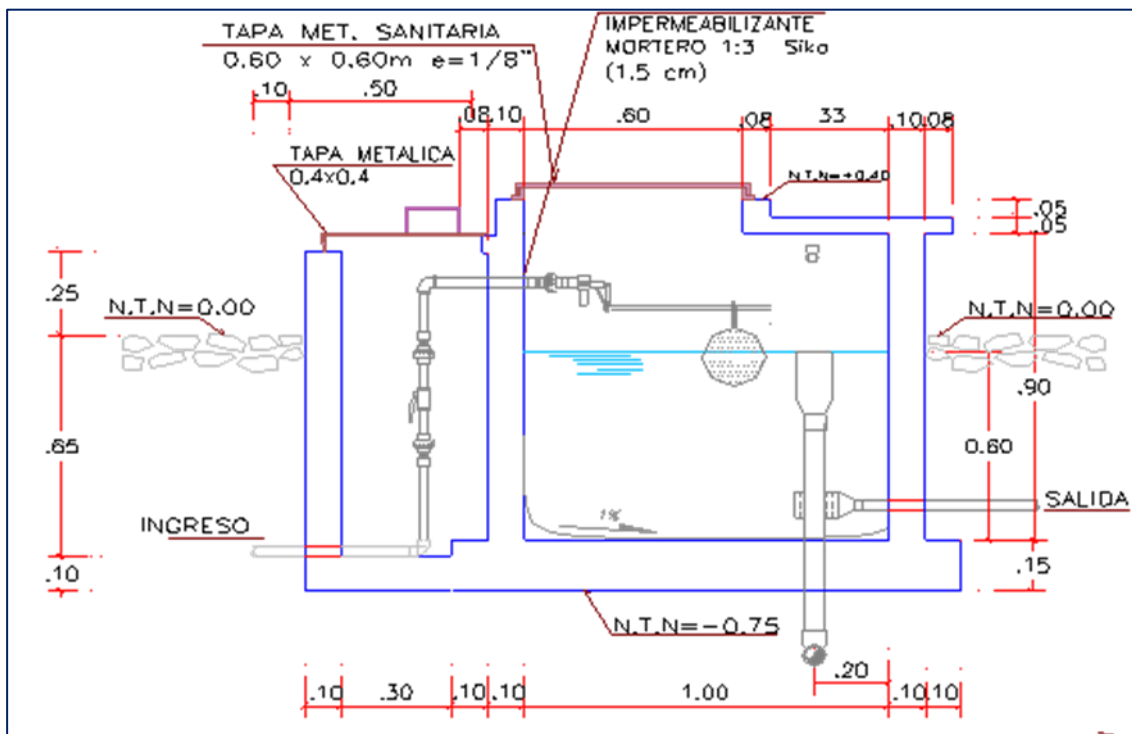 TAPA MET. SANITARIA
0.60 x 0.60m e=1/8"
IMPERMEABILIZANTE
MORTERO 1:3 Sika
(1.5 cm)
.10 .50
.08 .10 .60 .08 33 .10 08
TAPA METALICA
0.4x0.4
N.T.N=+0.40
.05
.05
.25
N.T.N=0.00
N.T.N=0.00
.90
.65
0.60
1%
SALIDA
INGRESO
.10
.15
N.T.N=-0.75
.20
.10 .30 .10 .10 1.00 .10 .10